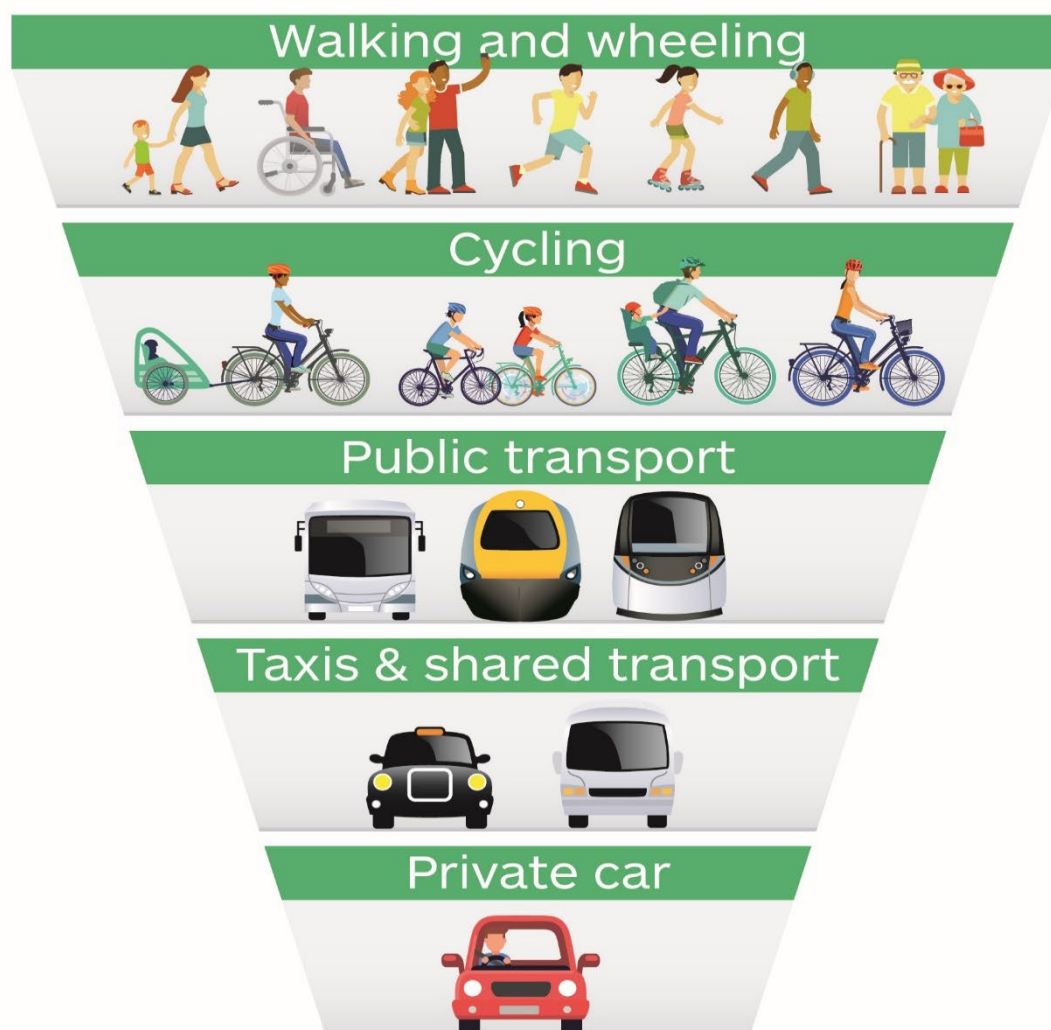 Walking and wheeling
Cycling
Public transport
Taxis & shared transport
Private car